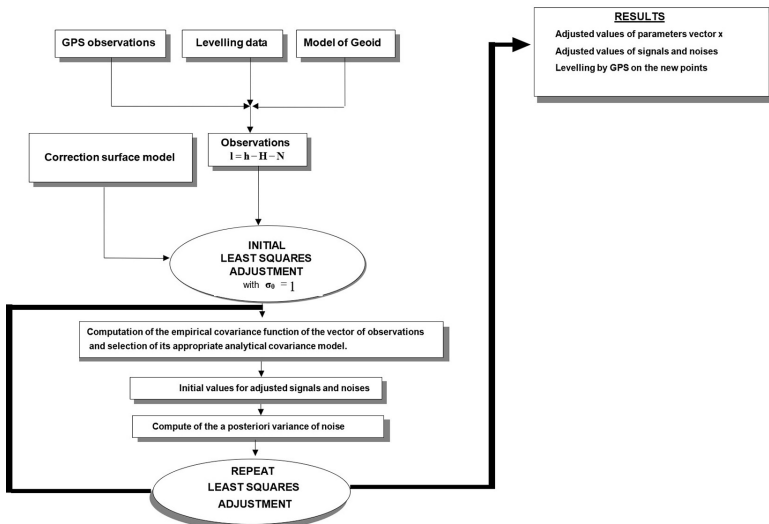 GPS observations
Levelling data
Model of Geoid
Correction surface model
Observations
l = h – H – N
INITIAL
LEAST SQUARES
ADJUSTMENT
with σ₀ = 1
Computation of the empirical covariance function of the vector of observations
and selection of its appropriate analytical covariance model.
Initial values for adjusted signals and noises
Compute of the a posteriori variance of noise
REPEAT
LEAST SQUARES
ADJUSTMENT
RESULTS
Adjusted values of parameters vector x
Adjusted values of signals and noises
Levelling by GPS on the new points